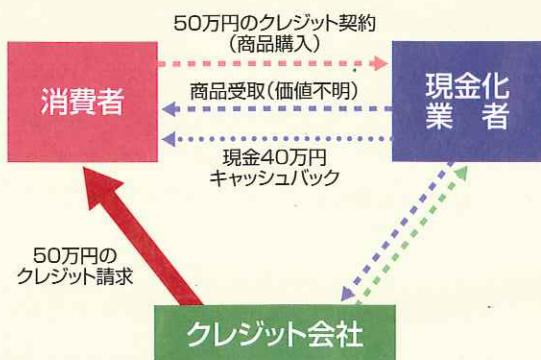 50万円のクレジット契約
(商品購入)
消費者
商品受取(価値不明)
現金化
業者
現金40万円
キャッシュバック
50万円の
クレジット請求
クレジット会社